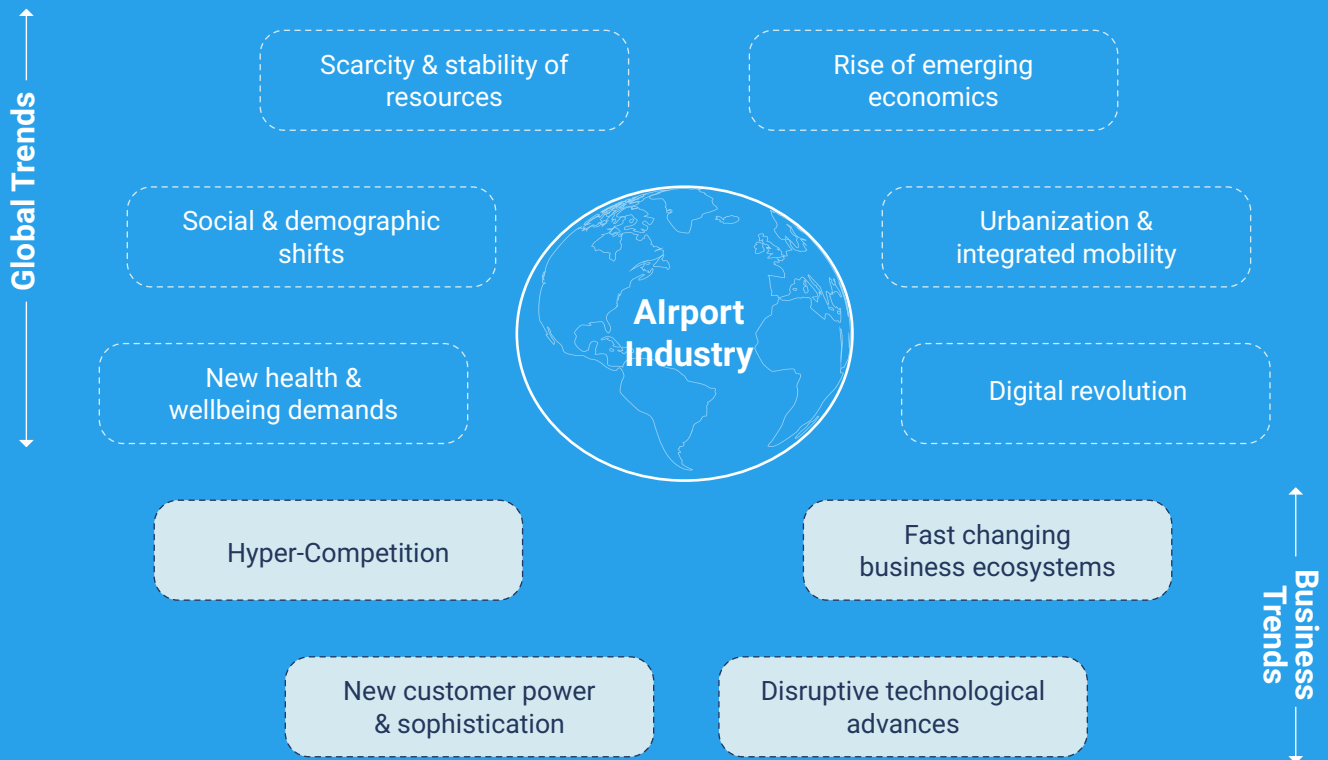 Global Trends
Scarcity & stability of
resources
Rise of emerging
economics
Social & demographic
shifts
Urbanization &
integrated mobility
AIrport
Industry
New health &
wellbeing demands
Digital revolution
Hyper-Competition
Fast changing
business ecosystems
Business
Trends
New customer power
& sophistication
Disruptive technological
advances